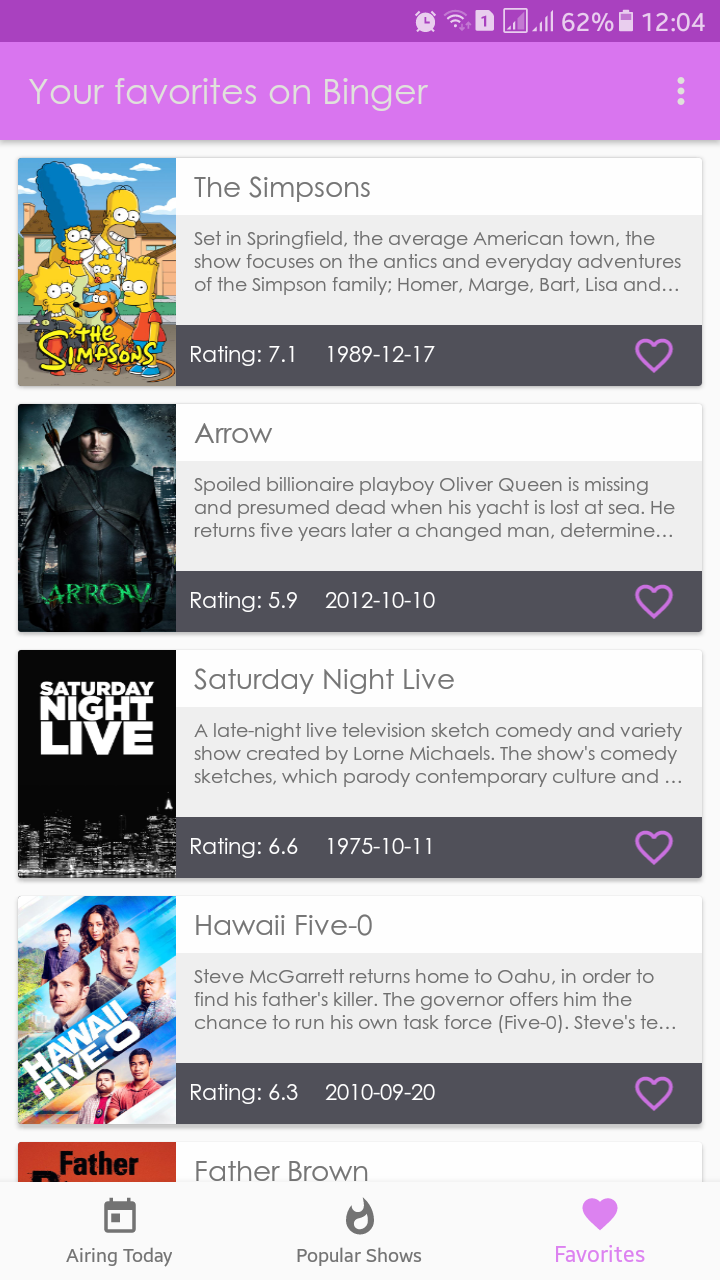 1 62% 12:04
Your favorites on Binger
The Simpsons
Set in Springfield, the average American town, the
show focuses on the antics and everyday adventures
of the Simpson family; Homer, Marge, Bart, Lisa and...
THE
SIMPSONS
Rating: 7.1 1989-12-17
Arrow
Spoiled billionaire playboy Oliver Queen is missing
and presumed dead when his yacht is lost at sea. He
returns five years later a changed man, determine...
ARROW
Rating: 5.9 2012-10-10
SATURDAY
NIGHT
LIVE
Saturday Night Live
A late-night live television sketch comedy and variety
show created by Lorne Michaels. The show's comedy
sketches, which parody contemporary culture and ...
Rating: 6.6 1975-10-11
Hawaii Five-0
Steve McGarrett returns home to Oahu, in order to
find his father's killer. The governor offers him the
chance to run his own task force (Five-0). Steve's te...
HAWAII
FIVE-O
Rating: 6.3 2010-09-20
Father
Father Brown
Airing Today
Popular Shows
Favorites